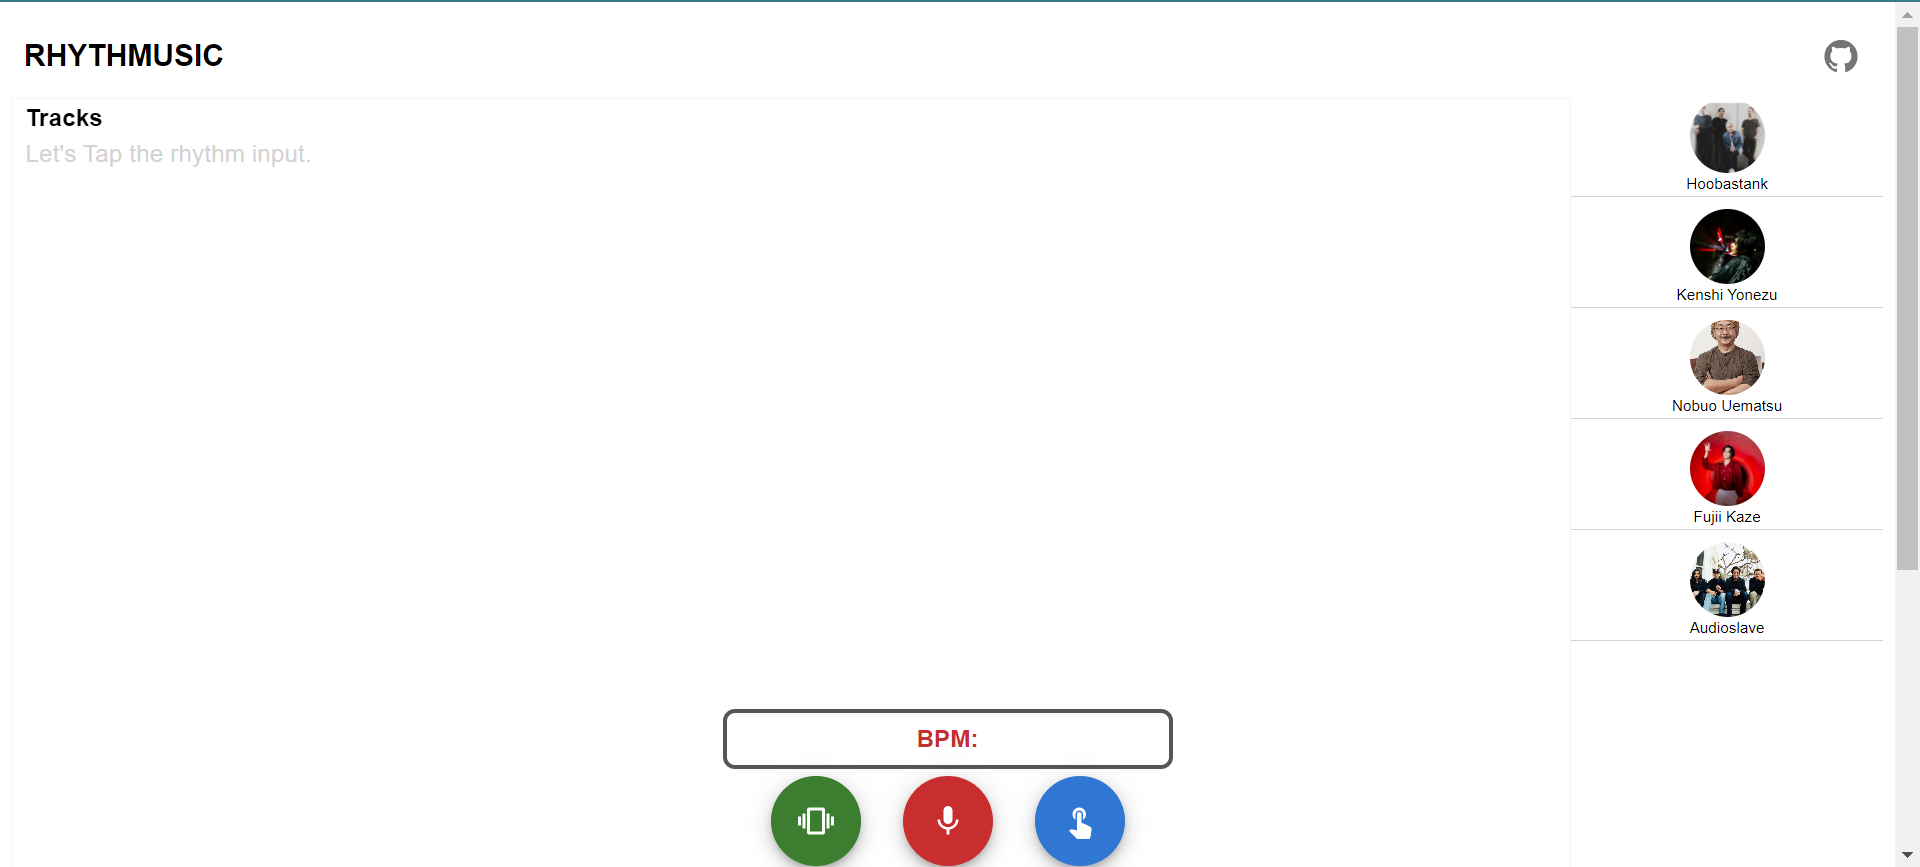 RHYTHMUSIC
Tracks
Let's Tap the rhythm input.
Hoobastank
Kenshi Yonezu
Nobuo Uematsu
Fujii Kaze
Audioslave
BPM: